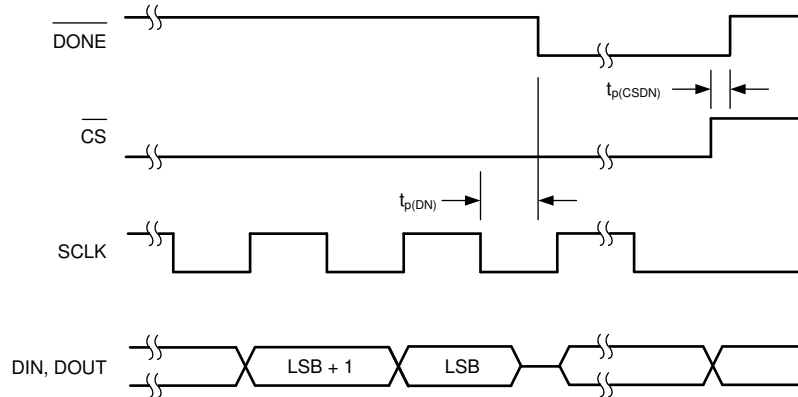 DONE
tp(CSDN)
CS
tp(DN)
SCLK
DIN, DOUT
LSB + 1
LSB